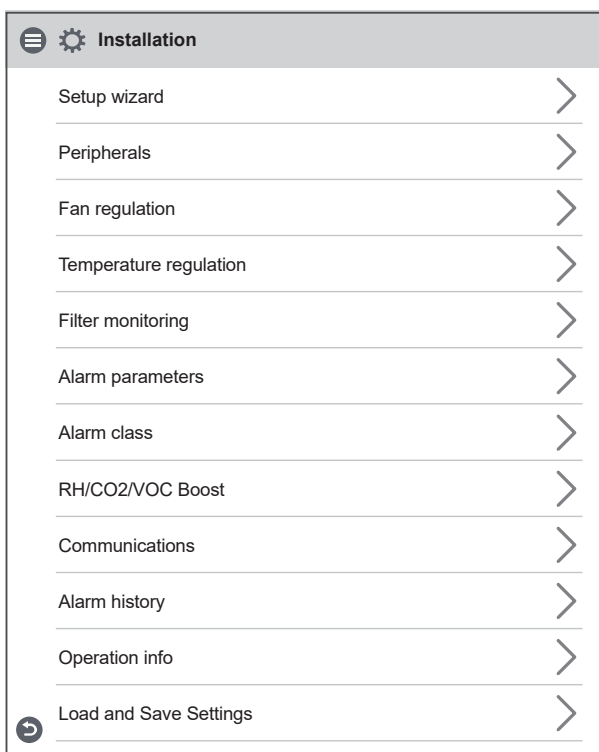 Installation
Setup wizard
Peripherals
Fan regulation
Temperature regulation
Filter monitoring
Alarm parameters
Alarm class
RH/CO2/VOC Boost
Communications
Alarm history
Operation info
Load and Save Settings